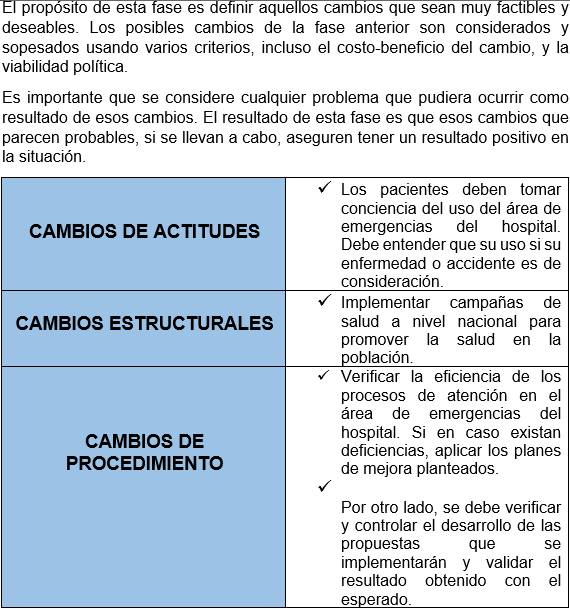 El propósito de esta fase es definir aquellos cambios que sean muy factibles y
deseables. Los posibles cambios de la fase anterior son considerados y
sopesados usando varios criterios, incluso el costo-beneficio del cambio, y la
viabilidad política.
Es importante que se considere cualquier problema que pudiera ocurrir como
resultado de esos cambios. El resultado de esta fase es que esos cambios que
parecen probables, si se llevan a cabo, aseguren tener un resultado positivo en
la situación.
CAMBIOS DE ACTITUDES
✓ Los pacientes deben tomar
conciencia del uso del área de
emergencias del hospital.
Debe entender que su uso si su
enfermedad o accidente es de
consideración.
CAMBIOS ESTRUCTURALES
✓ Implementar campañas de
salud a nivel nacional para
promover la salud en la
población.
CAMBIOS DE
PROCEDIMIENTO
✓ Verificar la eficiencia de los
procesos de atención en el
área de emergencias del
hospital. Si en caso existan
deficiencias, aplicar los planes
de mejora planteados.
✓
Por otro lado, se debe verificar
y controlar el desarrollo de las
propuestas que se
implementarán y validar el
resultado obtenido con el
esperado.